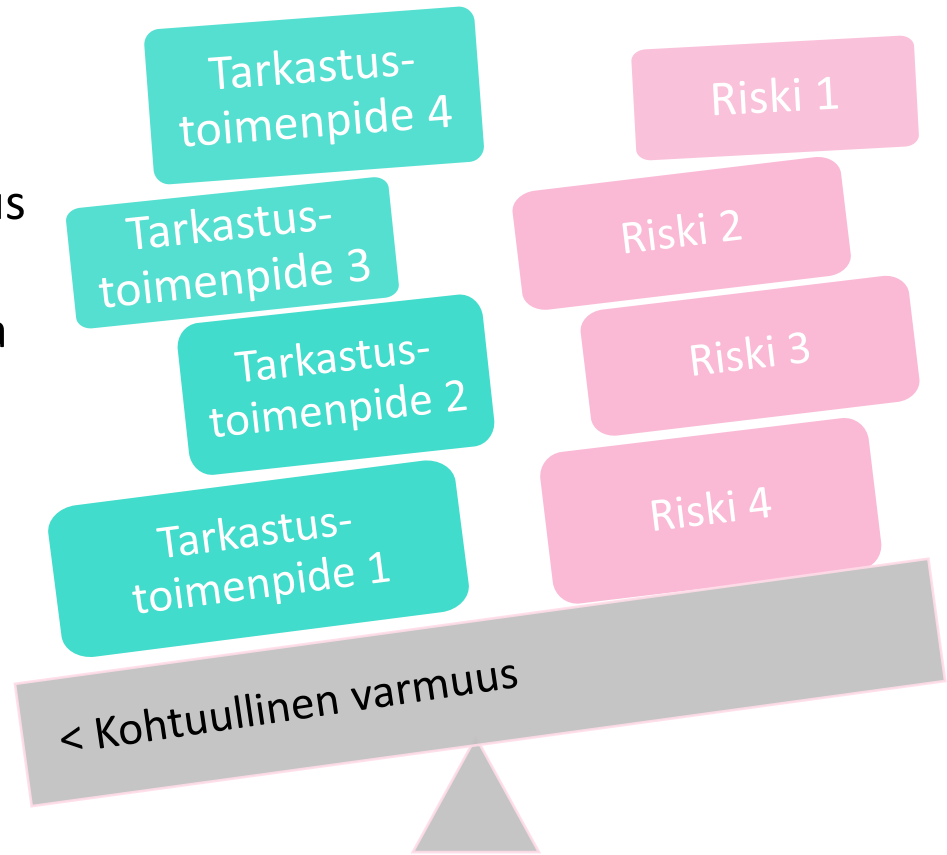 Tarkastus-
toimenpide 4
Tarkastus-
toimenpide 3
Tarkastus-
toimenpide 2
Tarkastus-
toimenpide 1
Riski 1
Riski 2
Riski 3
Riski 4
< Kohtuullinen varmuus